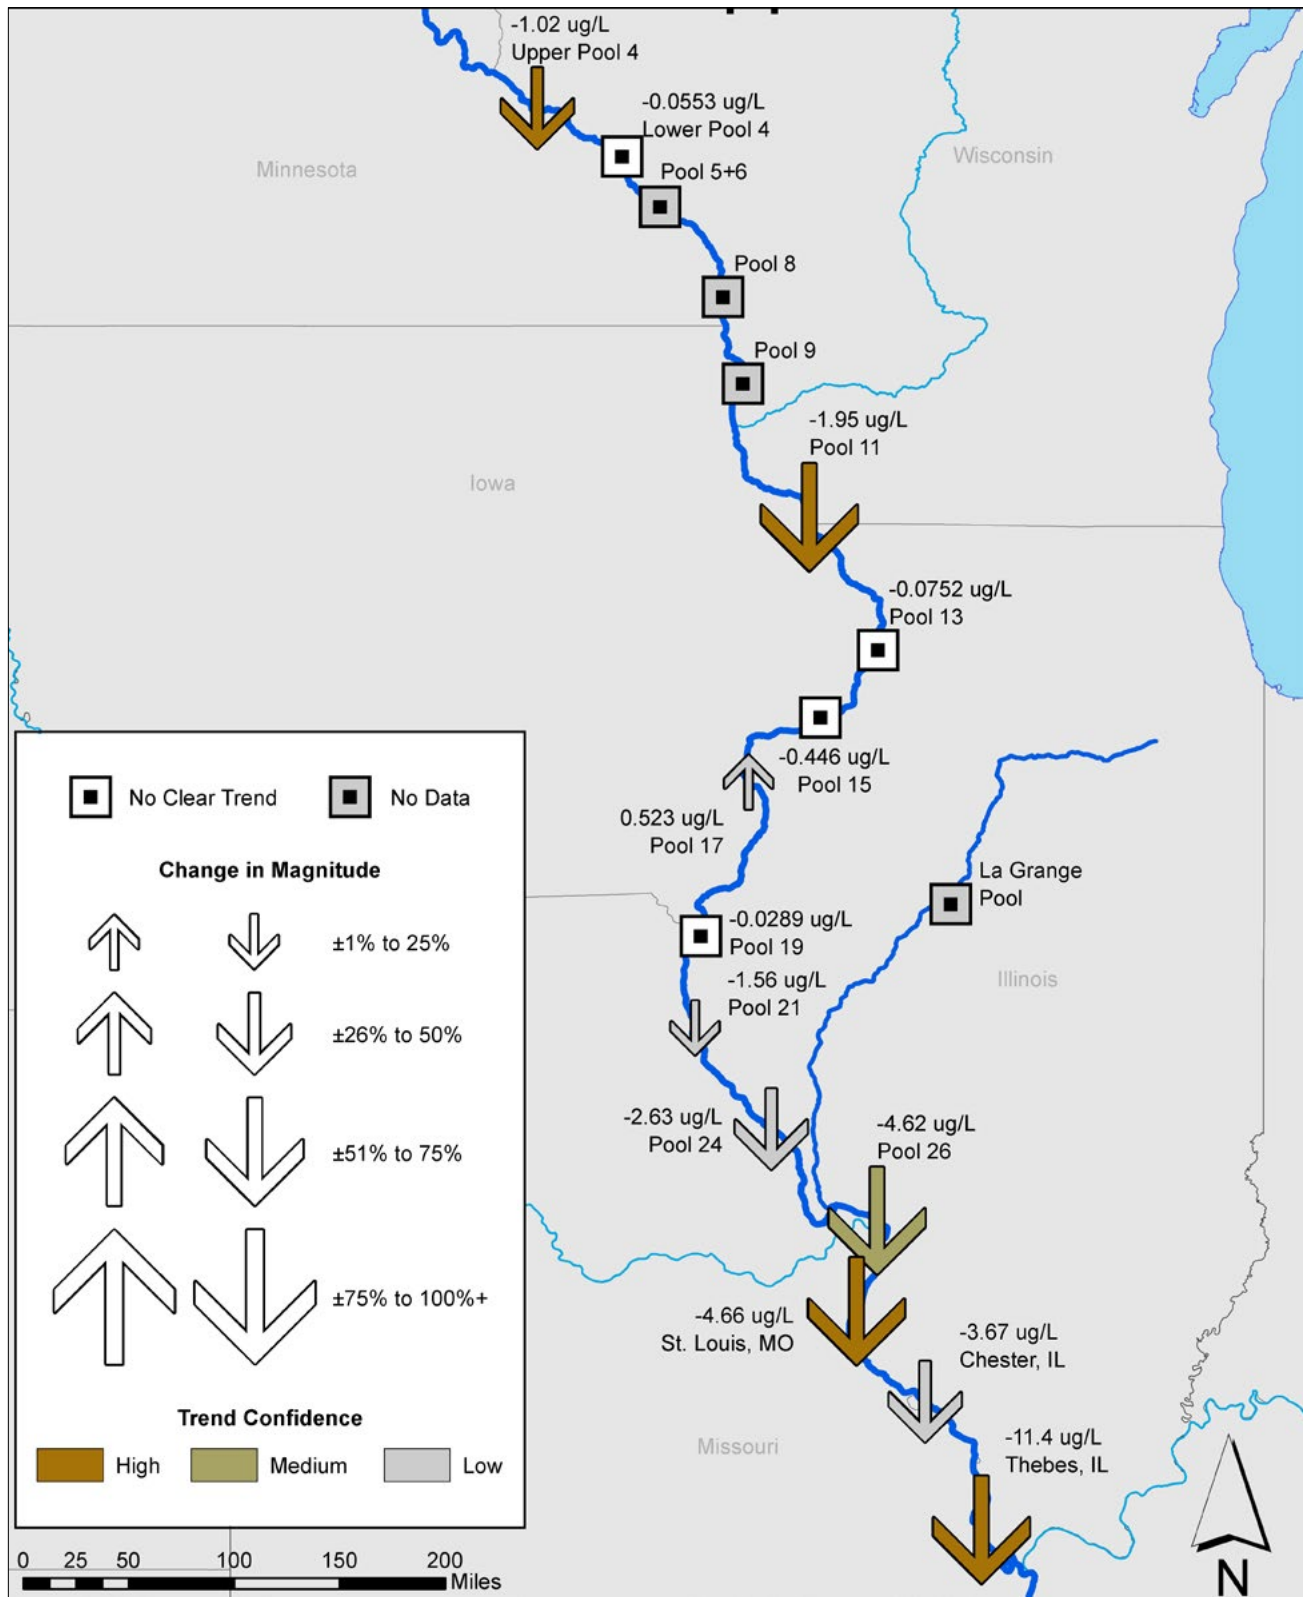 -1.02 ug/L
Upper Pool 4
-0.0553 ug/L
Lower Pool 4
Minnesota
Wisconsin
Pool 5+6
Pool 8
Pool 9
-1.95 ug/L
Pool 11
Iowa
-0.0752 ug/L
Pool 13
-0.446 ug/L
Pool 15
0.523 ug/L
Pool 17
La Grange
Pool
-0.0289 ug/L
Pool 19
Illinois
-1.56 ug/L
Pool 21
-2.63 ug/L
Pool 24
-4.62 ug/L
Pool 26
-4.66 ug/L
St. Louis, MO
-3.67 ug/L
Chester, IL
Missouri
-11.4 ug/L
Thebes, IL
No Clear Trend
No Data
Change in Magnitude
±1% to 25%
±26% to 50%
±51% to 75%
±75% to 100%+
Trend Confidence
High
Medium
Low
0 25 50 100 150 200
Miles
N